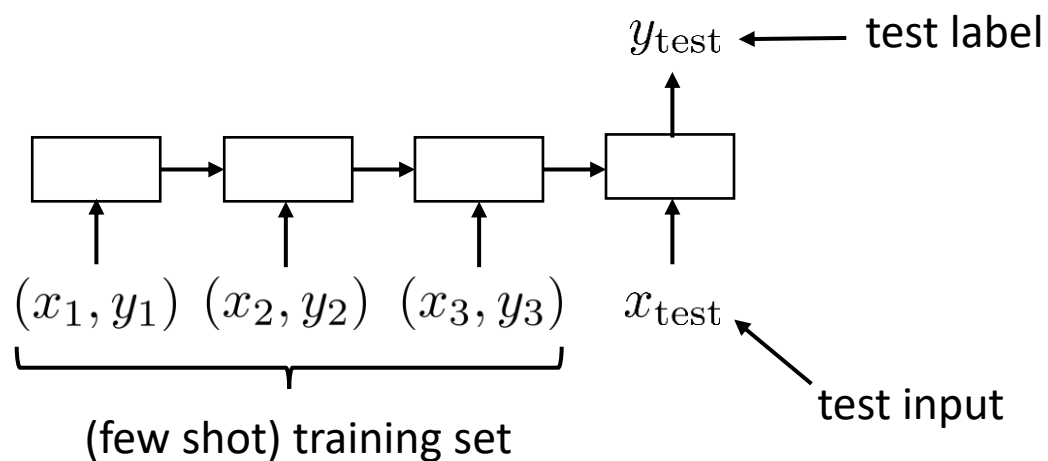 y_test test label
(x_1, y_1) (x_2, y_2) (x_3, y_3) x_test
test input
(few shot) training set